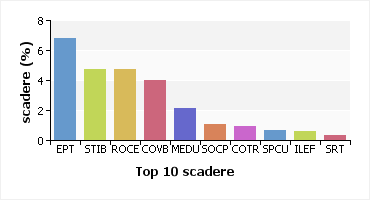 8
6
4
2
0
scadere (%)
EPT STIB ROCE COVB MEDU SOCP COTR SPCU ILEF SRT
Top 10 scadere